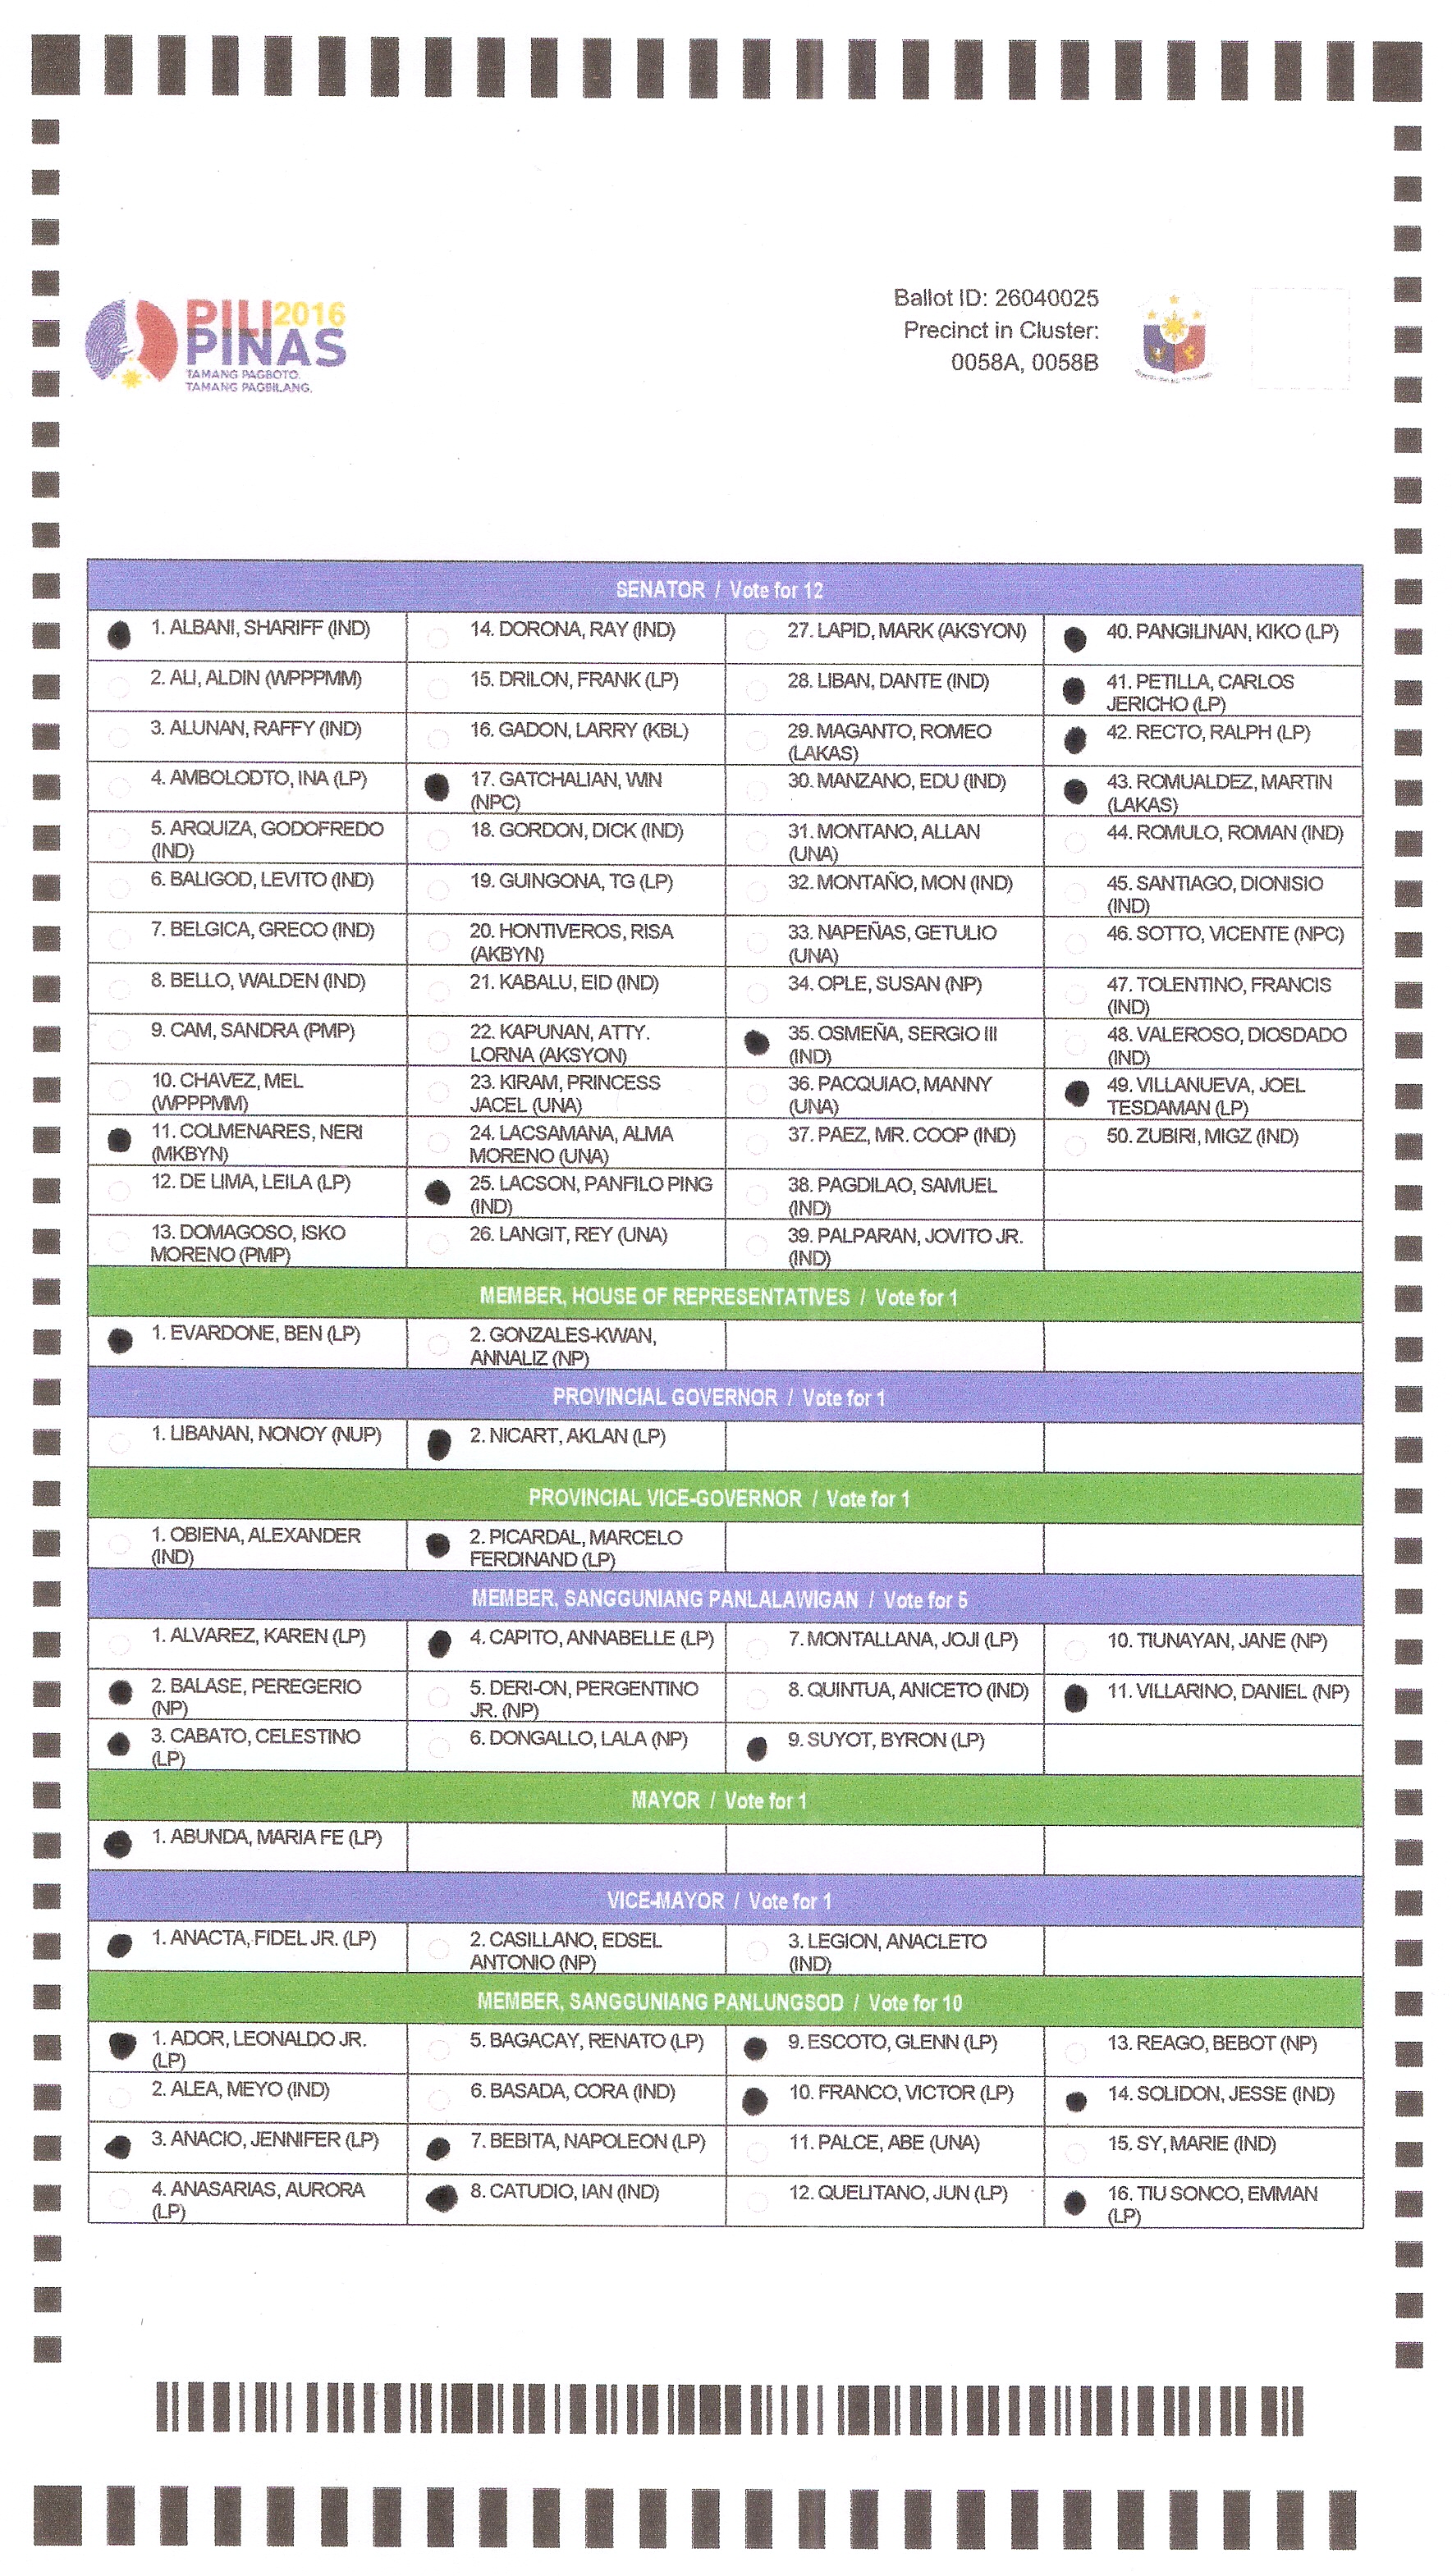 PILI 2016
PINAS
TAMANG PAGBOTO.
TAMANG PAGBILANG.
Ballot ID: 26040025
Precinct in Cluster:
0058A, 0058B
SENATOR / Vote for 12
1. ALBANI, SHARIFF (IND)
2. ALI, ALDIN (WPPPMM)
3. ALUNAN, RAFFY (IND)
4. AMBOLODTO, INA (LP)
5. ARQUIZA, GODOFREDO
(IND)
6. BALIGOD, LEVITO (IND)
7. BELGICA, GRECO (IND)
8. BELLO, WALDEN (IND)
9. CAM, SANDRA (PMP)
10. CHAVEZ, MEL
(WPPPMM)
11. COLMENARES, NERI
(MKBYN)
12. DE LIMA, LEILA (LP)
13. DOMAGOSO, ISKO
MORENO (PMP)
14. DORONA, RAY (IND)
15. DRILON, FRANK (LP)
16. GADON, LARRY (KBL)
17. GATCHALIAN, WIN
(NPC)
18. GORDON, DICK (IND)
19. GUINGONA, TG (LP)
20. HONTIVEROS, RISA
(AKBYN)
21. KABALU, EID (IND)
22. KAPUNAN, ATTY.
LORNA (AKSYON)
23. KIRAM, PRINCESS
JACEL (UNA)
24. LACSAMANA, ALMA
MORENO (UNA)
25. LACSON, PANFILO PING
(IND)
26. LANGIT, REY (UNA)
27. LAPID, MARK (AKSYON)
28. LIBAN, DANTE (IND)
29. MAGANTO, ROMEO
(LAKAS)
30. MANZANO, EDU (IND)
31. MONTANO, ALLAN
(UNA)
32. MONTAÑO, MON (IND)
33. NAPEÑAS, GETULIO
(UNA)
34. OPLE, SUSAN (NP)
35. OSMEÑA, SERGIO III
(IND)
36. PACQUIAO, MANNY
(UNA)
37. PAEZ, MR. COOP (IND)
38. PAGDILAO, SAMUEL
(IND)
39. PALPARAN, JOVITO JR.
(IND)
40. PANGILINAN, KIKO (LP)
41. PETILLA, CARLOS
JERICHO (LP)
42. RECTO, RALPH (LP)
43. ROMUALDEZ, MARTIN
(LAKAS)
44. ROMULO, ROMAN (IND)
45. SANTIAGO, DIONISIO
(IND)
46. SOTTO, VICENTE (NPC)
47. TOLENTINO, FRANCIS
(IND)
48. VALEROSO, DIOSDADO
(IND)
49. VILLANUEVA, JOEL
TESDAMAN (LP)
50. ZUBIRI, MIGZ (IND)
MEMBER, HOUSE OF REPRESENTATIVES / Vote for 1
1. EVARDONE, BEN (LP)
2. GONZALES-KWAN,
ANNALIZ (NP)
PROVINCIAL GOVERNOR / Vote for 1
1. LIBANAN, NONOY (NUP)
2. NICART, AKLAN (LP)
PROVINCIAL VICE-GOVERNOR / Vote for 1
1. OBIENA, ALEXANDER
(IND)
2. PICARDAL, MARCELO
FERDINAND (LP)
MEMBER, SANGGUNIANG PANLALAWIGAN / Vote for 5
1. ALVAREZ, KAREN (LP)
2. BALASE, PEREGERIO
(NP)
3. CABATO, CELESTINO
(LP)
4. CAPITO, ANNABELLE (LP)
5. DERI-ON, PERGENTINO
JR. (NP)
6. DONGALLO, LALA (NP)
7. MONTALLANA, JOJI (LP)
8. QUINTUA, ANICETO (IND)
9. SUYOT, BYRON (LP)
10. TIUNAYAN, JANE (NP)
11. VILLARINO, DANIEL (NP)
MAYOR / Vote for 1
1. ABUNDA, MARIA FE (LP)
VICE-MAYOR / Vote for 1
1. ANACTA, FIDEL JR. (LP)
2. CASILLANO, EDSEL
ANTONIO (NP)
3. LEGION, ANACLETO
(IND)
MEMBER, SANGGUNIANG PANLUNGSOD / Vote for 10
1. ADOR, LEONALDO JR.
(LP)
2. ALEA, MEYO (IND)
3. ANACIO, JENNIFER (LP)
4. ANASARIAS, AURORA
(LP)
5. BAGACAY, RENATO (LP)
6. BASADA, CORA (IND)
7. BEBITA, NAPOLEON (LP)
8. CATUDIO, IAN (IND)
9. ESCOTO, GLENN (LP)
10. FRANCO, VICTOR (LP)
11. PALCE, ABE (UNA)
12. QUELITANO, JUN (LP)
13. REAGO, BEBOT (NP)
14. SOLIDON, JESSE (IND)
15. SY, MARIE (IND)
16. TIU SONCO, EMMAN
(LP)